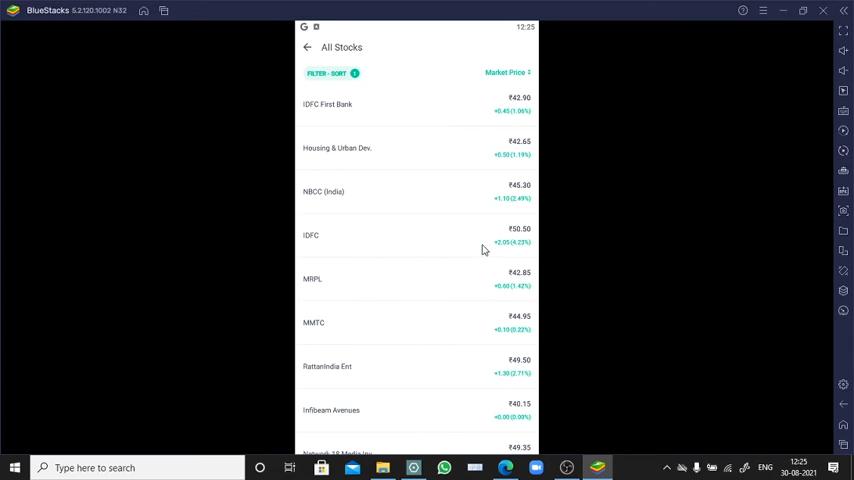 BlueStacks 5.2.120.1002 N32
12:25
All Stocks
FILTER - SORT 1
Market Price
IDFC First Bank
₹42.90
+0.45 (1.06%)
Housing & Urban Dev.
₹42.65
+0.50 (1.19%)
NBCC (India)
₹45.30
+1.10 (2.49%)
IDFC
₹50.50
+2.05 (4.23%)
MRPL
₹42.85
+0.60 (1.42%)
MMTC
₹44.95
+0.10 (0.22%)
RattanIndia Ent
₹49.50
+1.30 (2.71%)
Infibeam Avenues
₹40.15
+0.00 (0.00%)
Network 18 Media Inv.
₹49.35
Type here to search
ENG
12:25
30-08-2021